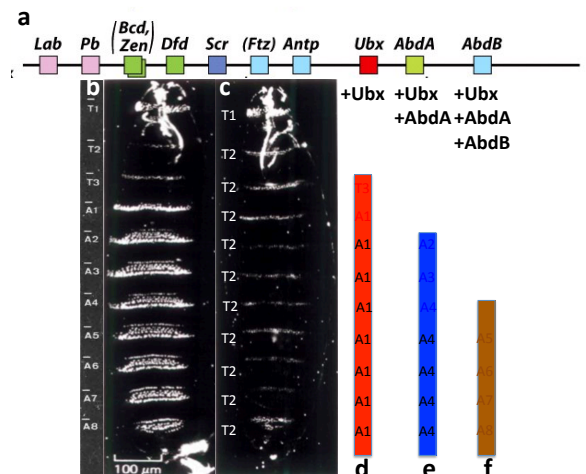 a
Lab Pb (Bcd, Zen) Dfd Scr (Ftz) Antp Ubx AbdA AbdB
b
c
+Ubx
+Ubx
+AbdA
+Ubx
+AbdA
+AbdB
T1
T2
T3
A1
A2
A3
A4
A5
A6
A7
A8
100 µm
T1
T2
T2
T2
T2
T2
T2
T2
T2
T2
T2
T3
A1
A1
A1
A1
A1
A1
A1
A1
d
A2
A3
A4
A4
A4
A4
A4
e
A5
A6
A7
A8
f